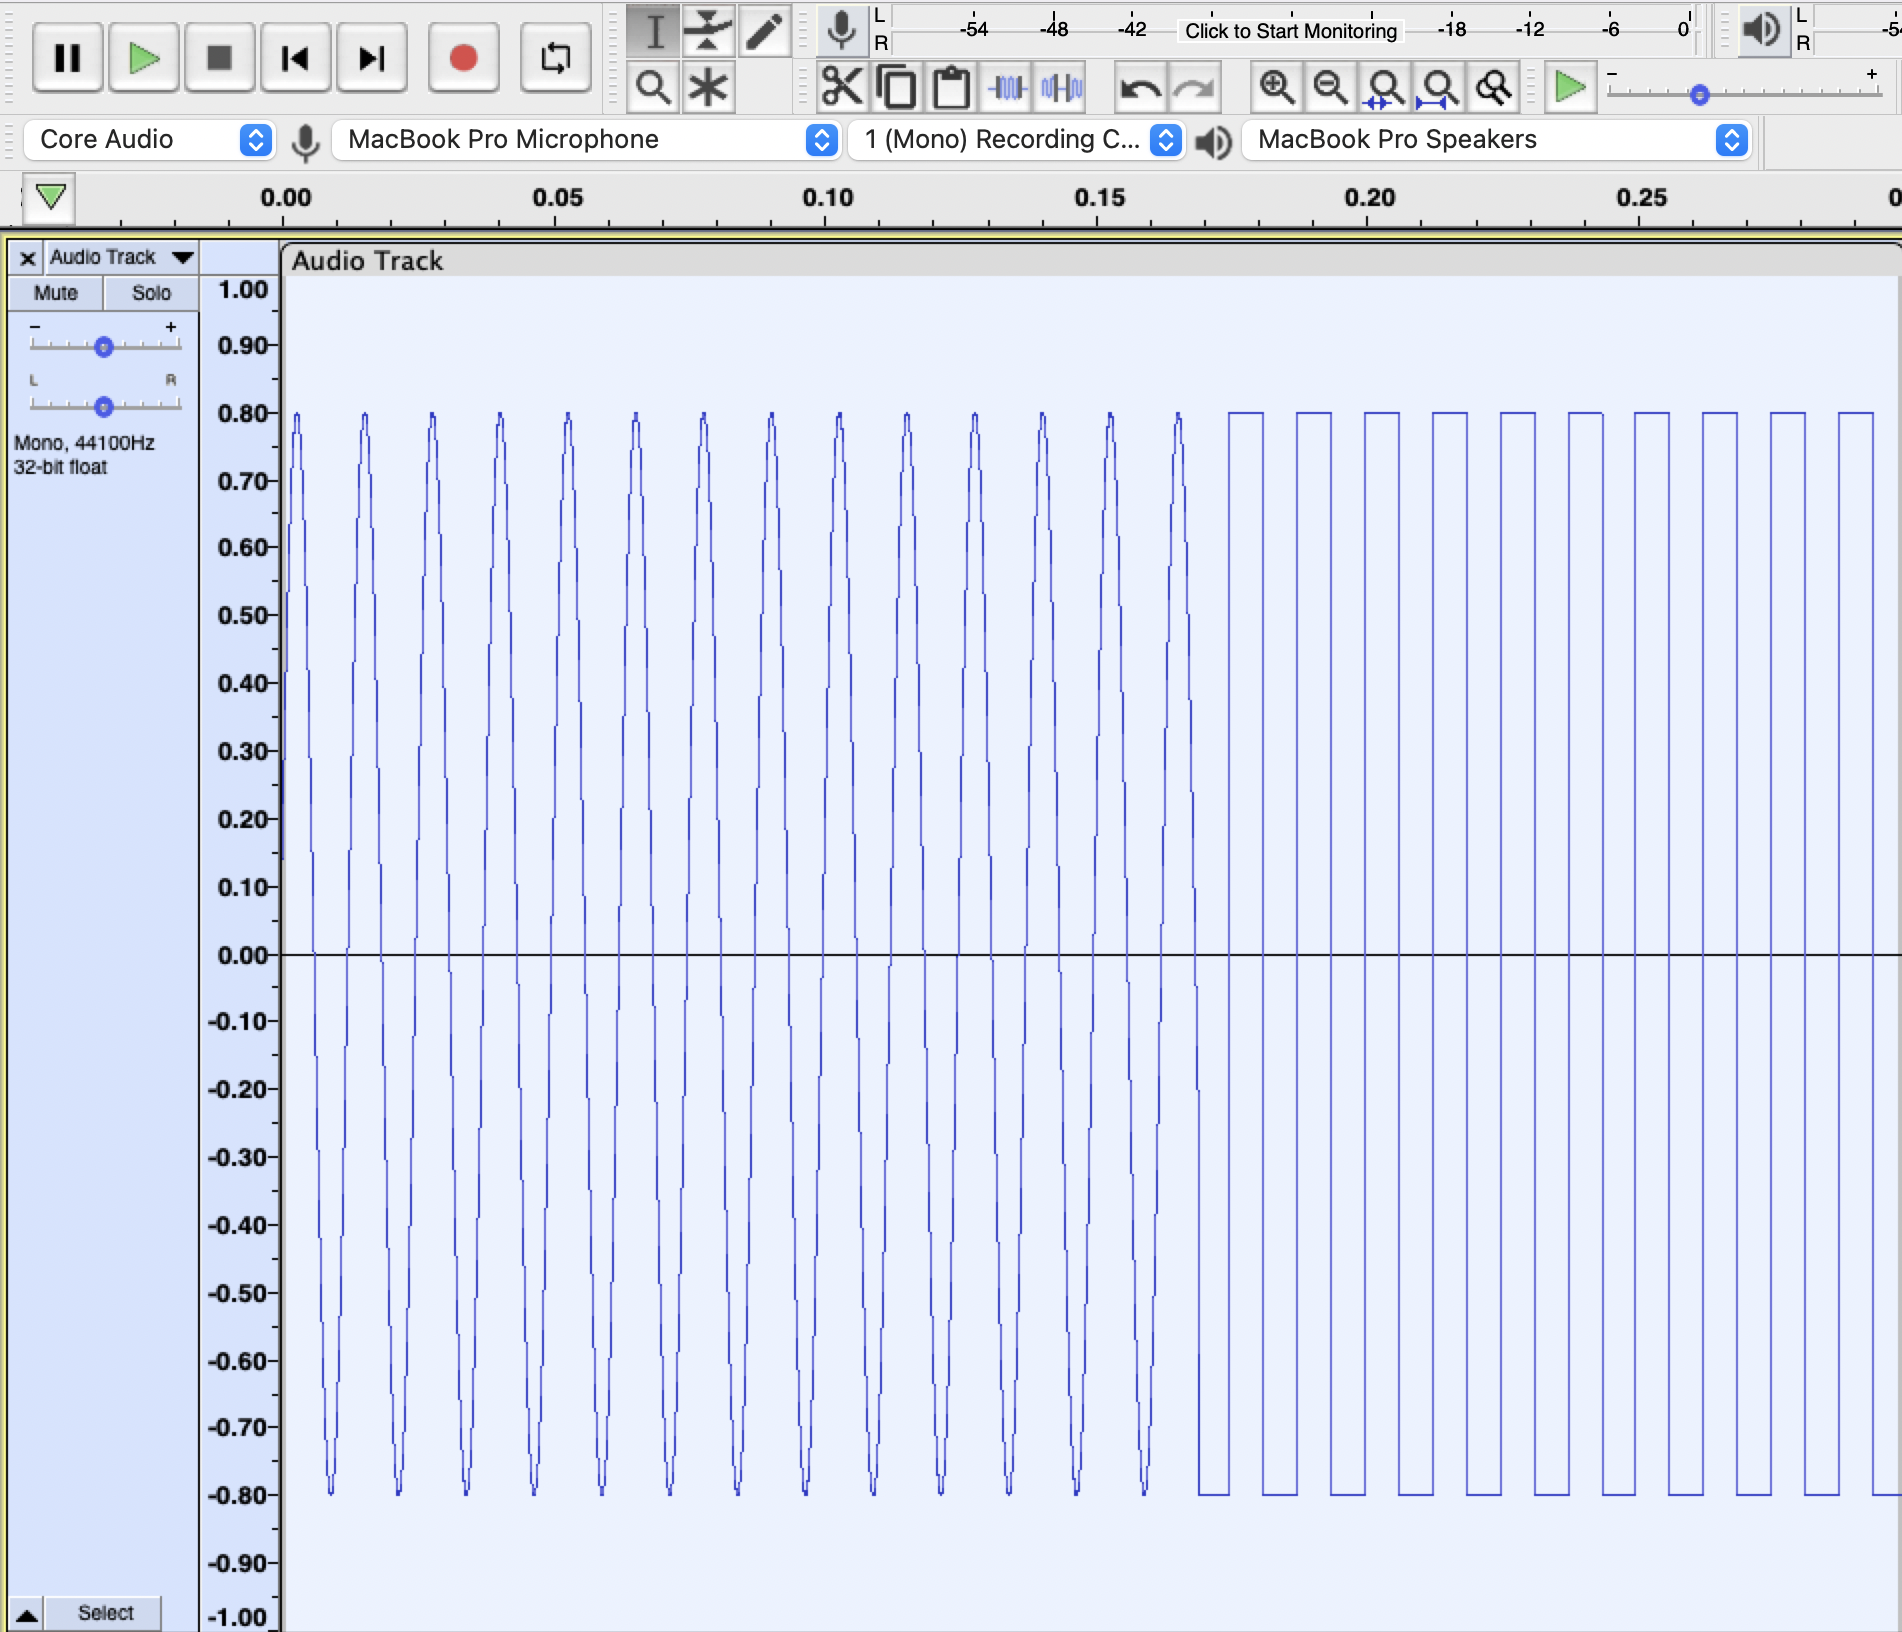 L
R
-54
-48
-42
Click to Start Monitoring
-18
-12
-6
0
L
R
-5
-
+
Core Audio
MacBook Pro Microphone
1 (Mono) Recording C...
MacBook Pro Speakers
0.00
0.05
0.10
0.15
0.20
0.25
0
Audio Track
Audio Track
Mute
Solo
-
+
L
R
Mono, 44100Hz
32-bit float
Select
1.00
0.90
0.80
0.70
0.60
0.50
0.40
0.30
0.20
0.10
0.00
-0.10
-0.20
-0.30
-0.40
-0.50
-0.60
-0.70
-0.80
-0.90
-1.00